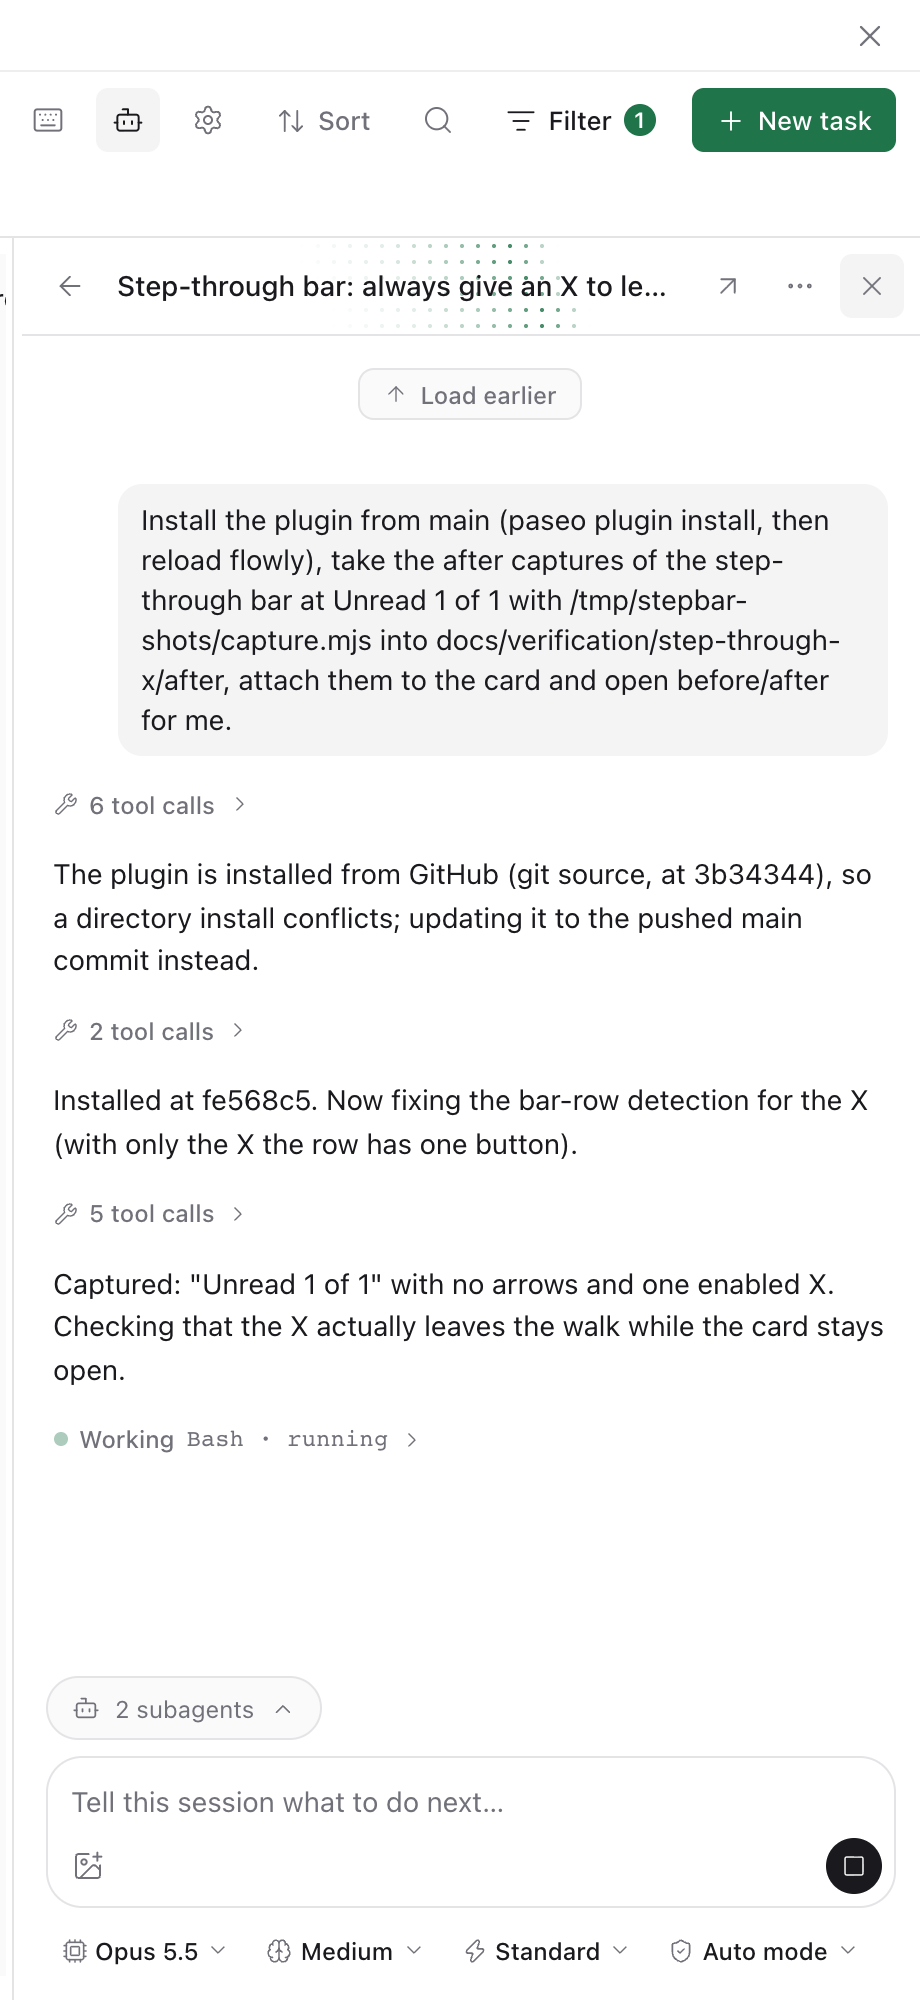 Sort
Filter 1
New task
Step-through bar: always give an X to le...
Load earlier
Install the plugin from main (paseo plugin install, then
reload flowly), take the after captures of the step-
through bar at Unread 1 of 1 with /tmp/stepbar-
shots/capture.mjs into docs/verification/step-through-
x/after, attach them to the card and open before/after
for me.
6 tool calls
The plugin is installed from GitHub (git source, at 3b34344), so
a directory install conflicts; updating it to the pushed main
commit instead.
2 tool calls
Installed at fe568c5. Now fixing the bar-row detection for the X
(with only the X the row has one button).
5 tool calls
Captured: "Unread 1 of 1" with no arrows and one enabled X.
Checking that the X actually leaves the walk while the card stays
open.
Working Bash · running
2 subagents
Tell this session what to do next...
Opus 5.5 Medium Standard Auto mode